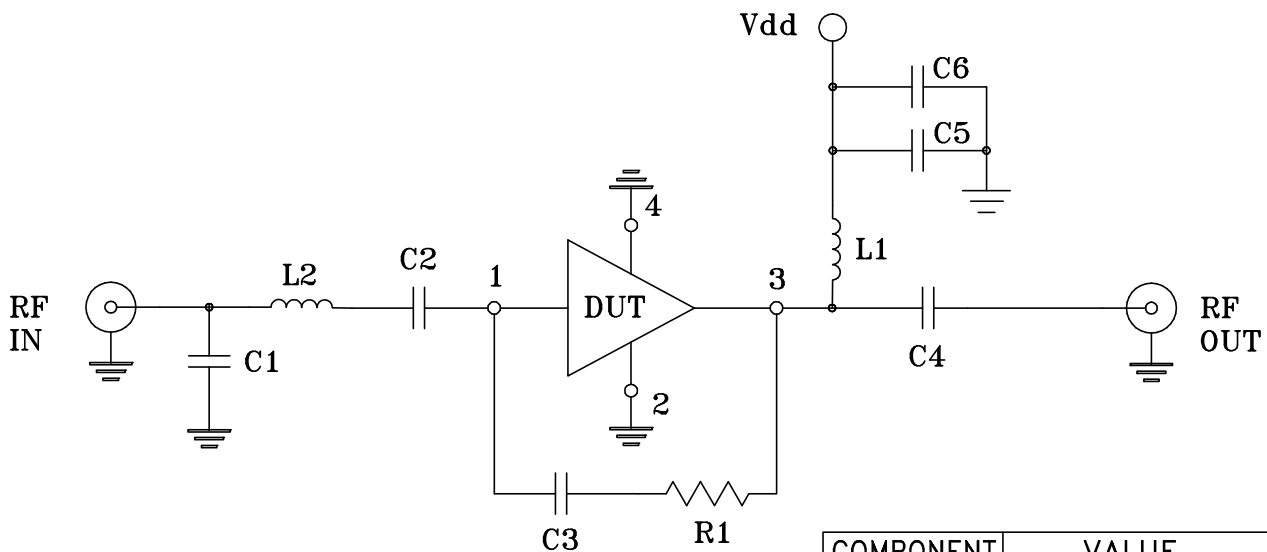 Vdd
C6
C5
4
L1
C2
1
3
L2
RF
IN
DUT
RF
OUT
C1
C4
2
C3
R1
COMPONENT VALUE